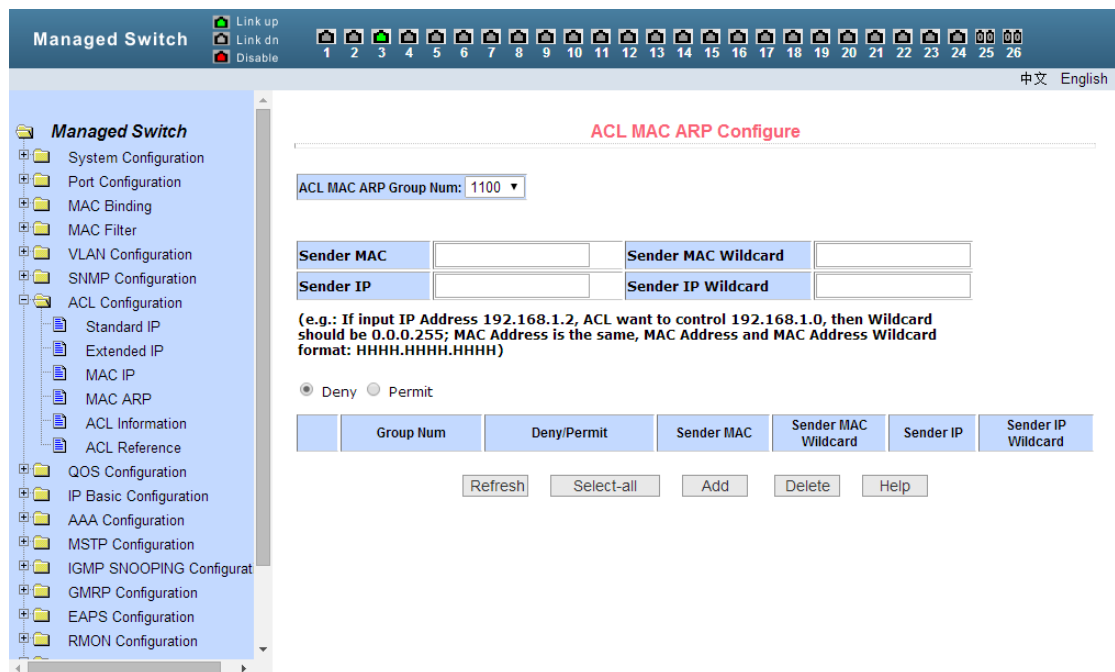 Managed Switch
Link up
Link dn
Disable
1 2 3 4 5 6 7 8 9 10 11 12 13 14 15 16 17 18 19 20 21 22 23 24 25 26
中文 English
Managed Switch
System Configuration
Port Configuration
MAC Binding
MAC Filter
VLAN Configuration
SNMP Configuration
ACL Configuration
Standard IP
Extended IP
MAC IP
MAC ARP
ACL Information
ACL Reference
QOS Configuration
IP Basic Configuration
AAA Configuration
MSTP Configuration
IGMP SNOOPING Configurat
GMRP Configuration
EAPS Configuration
RMON Configuration
ACL MAC ARP Configure
ACL MAC ARP Group Num: 1100
Sender MAC Sender MAC Wildcard
Sender IP Sender IP Wildcard
(e.g.: If input IP Address 192.168.1.2, ACL want to control 192.168.1.0, then Wildcard
should be 0.0.0.255; MAC Address is the same, MAC Address and MAC Address Wildcard
format: HHHH.HHHH.HHHH)
Deny Permit
Group Num Deny/Permit Sender MAC Sender MAC Wildcard Sender IP Sender IP Wildcard
Refresh Select-all Add Delete Help